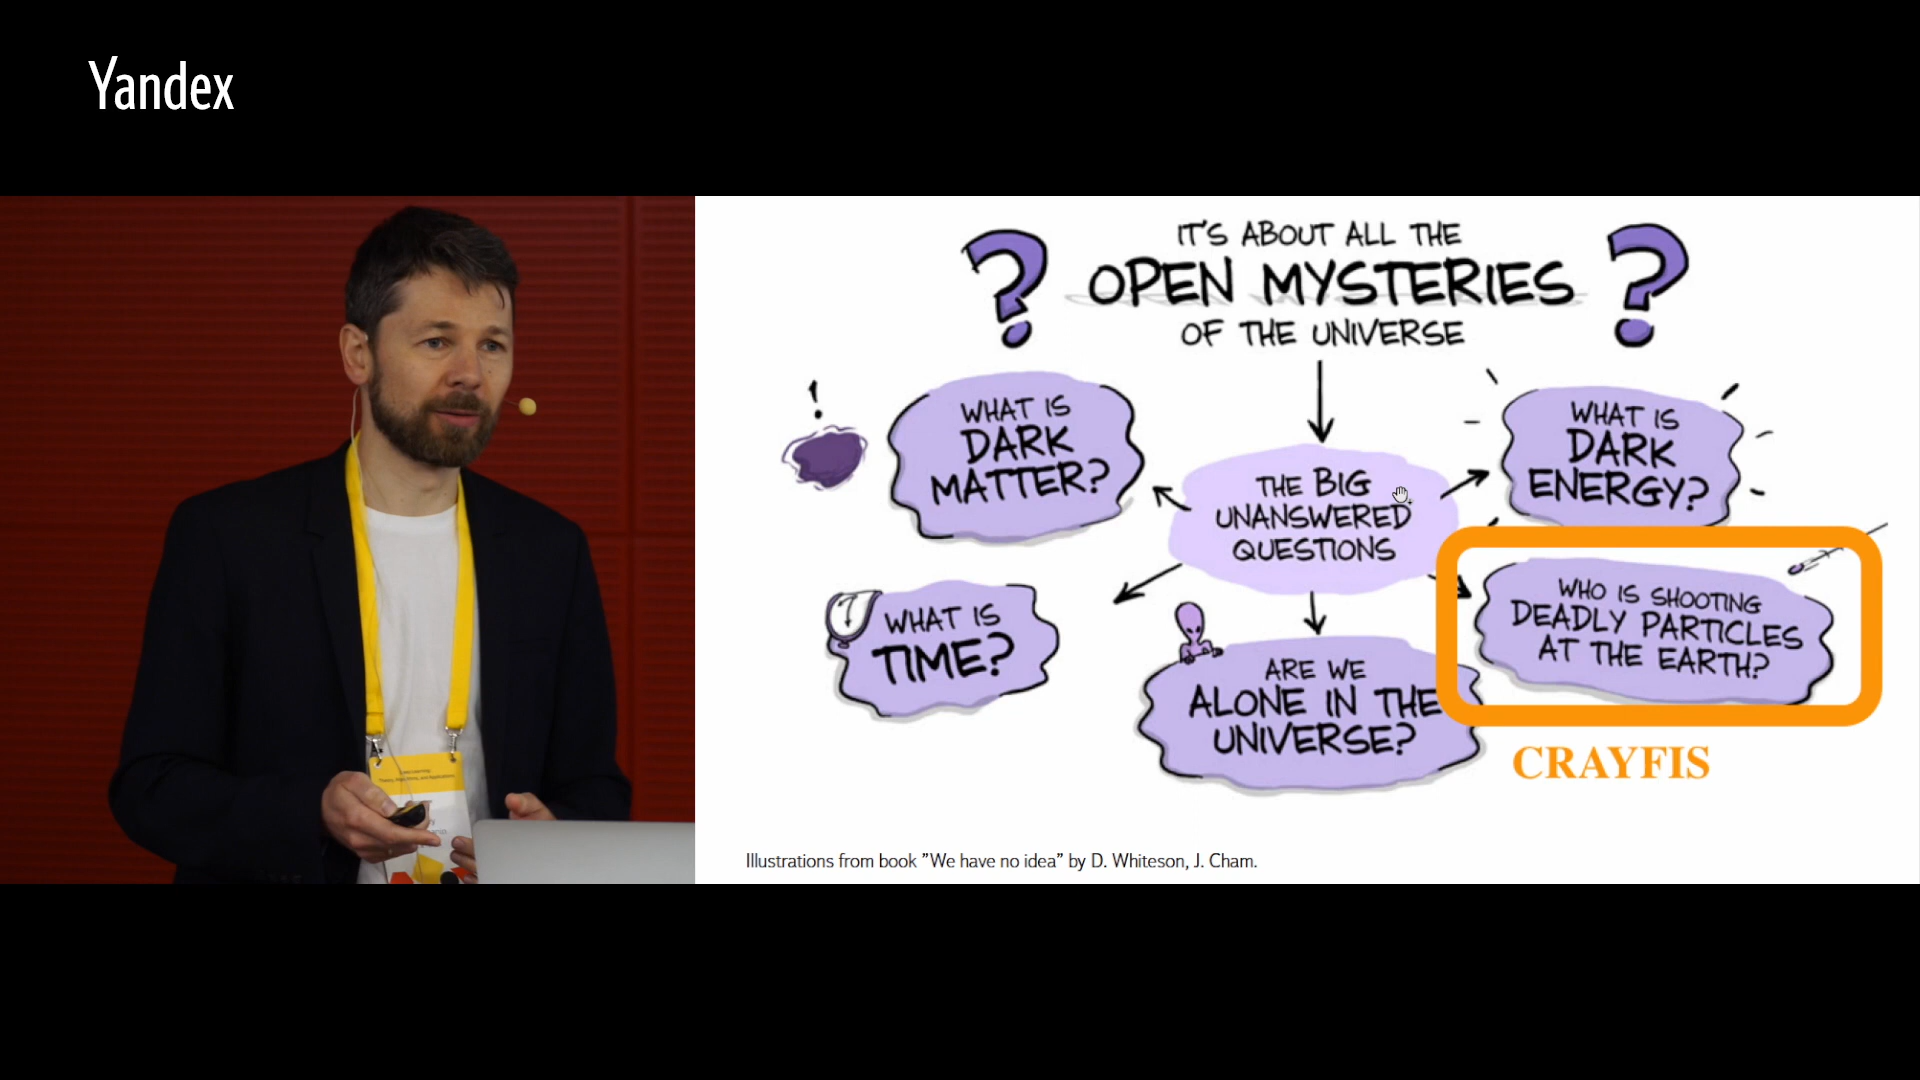 Yandex
IT'S ABOUT ALL THE
OPEN MYSTERIES
OF THE UNIVERSE
WHAT IS
DARK
MATTER?
THE BIG
UNANSWERED
QUESTIONS
WHAT IS
DARK
ENERGY?
WHAT IS
TIME?
ARE WE
ALONE IN THE
UNIVERSE?
WHO IS SHOOTING
DEADLY PARTICLES
AT THE EARTH?
CRAYFIS
Illustrations from book ”We have no idea” by D. Whiteson, J. Cham.